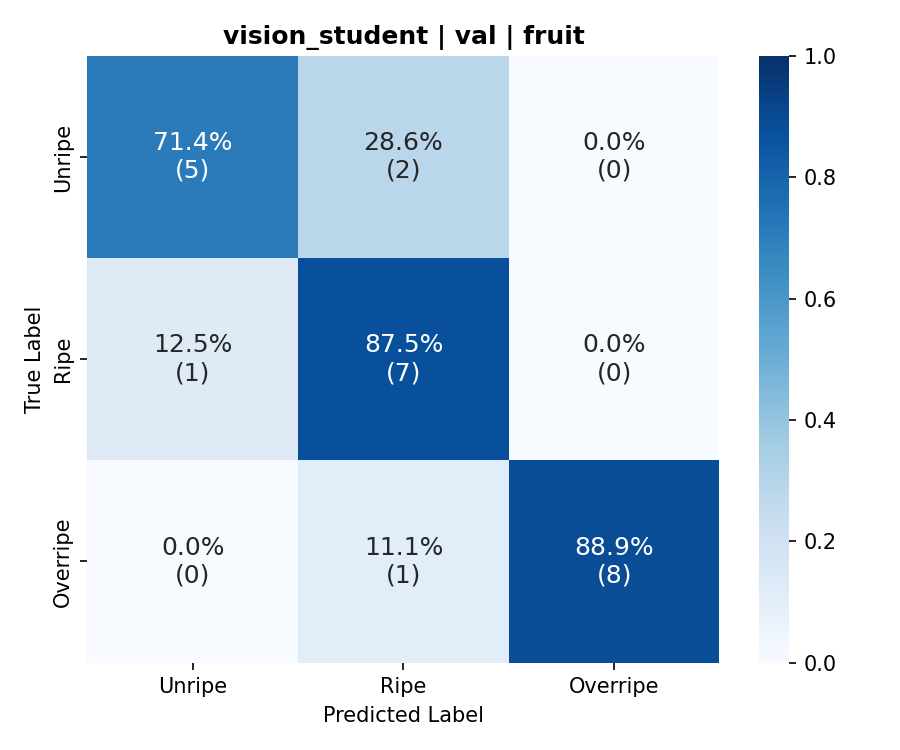 vision_student | val | fruit
True Label
Unripe
71.4%
(5)
28.6%
(2)
0.0%
(0)
Ripe
12.5%
(1)
87.5%
(7)
0.0%
(0)
Overripe
0.0%
(0)
11.1%
(1)
88.9%
(8)
Unripe
Ripe
Overripe
Predicted Label
1.0
0.8
0.6
0.4
0.2
0.0